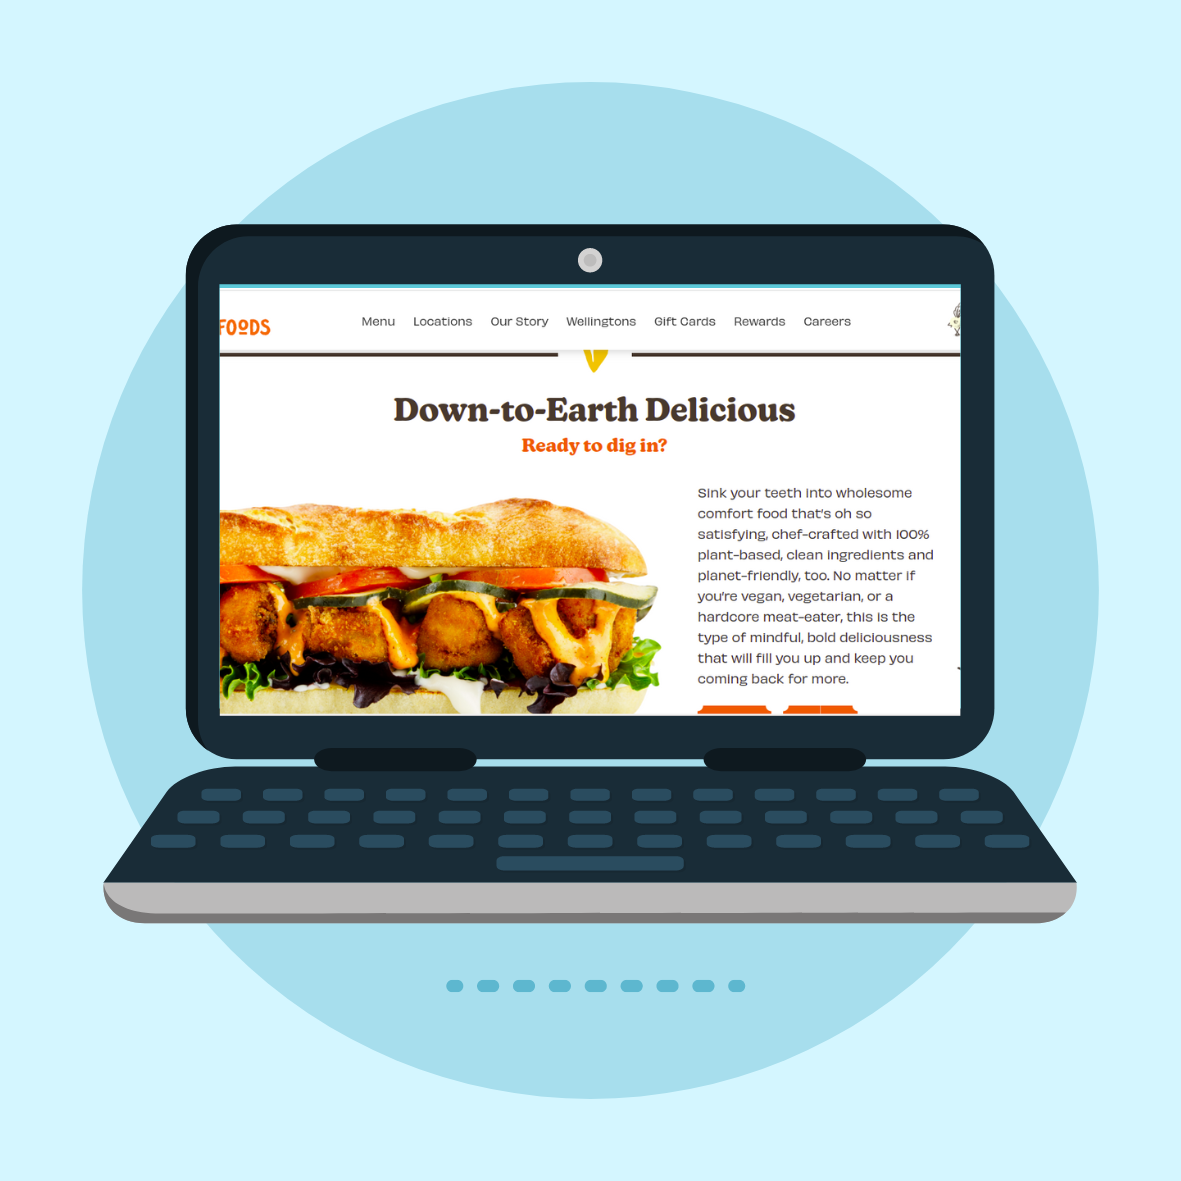 FOODS
Menu Locations Our Story Wellingtons Gift Cards Rewards Careers
Down-to-Earth Delicious
Ready to dig in?
Sink your teeth into wholesome
comfort food that's oh so
satisfying, chef-crafted with 100%
plant-based, clean ingredients and
planet-friendly, too. No matter if
you're vegan, vegetarian, or a
hardcore meat-eater, this is the
type of mindful, bold deliciousness
that will fill you up and keep you
coming back for more.